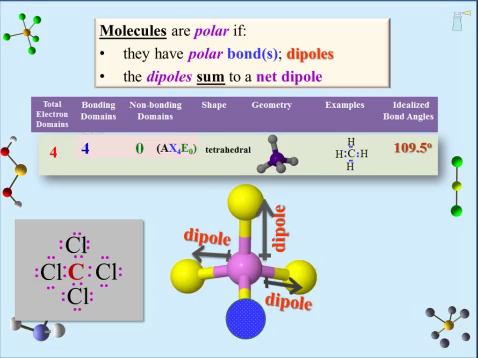 Molecules are polar if:
• they have polar bond(s); dipoles
• the dipoles sum to a net dipole
Total Electron Domains Bonding Domains Non-bonding Domains Shape Geometry Examples Idealized Bond Angles
4 4 0 (AX₄E₀) tetrahedral 109.5°
H
H:C:H
H
dipole
dipole
dipole
Cl
Cl C Cl
Cl